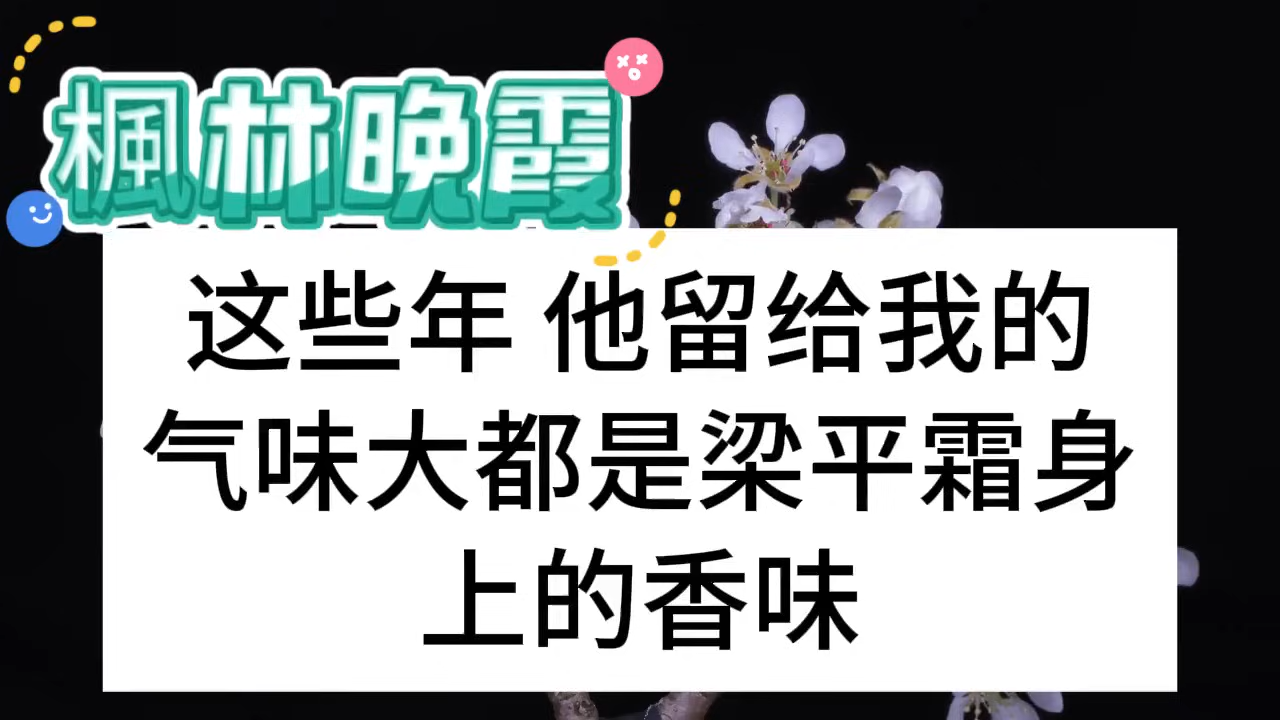 楓林晚霞
这些年 他留给我的
气味大都是梁平霜身
上的香味